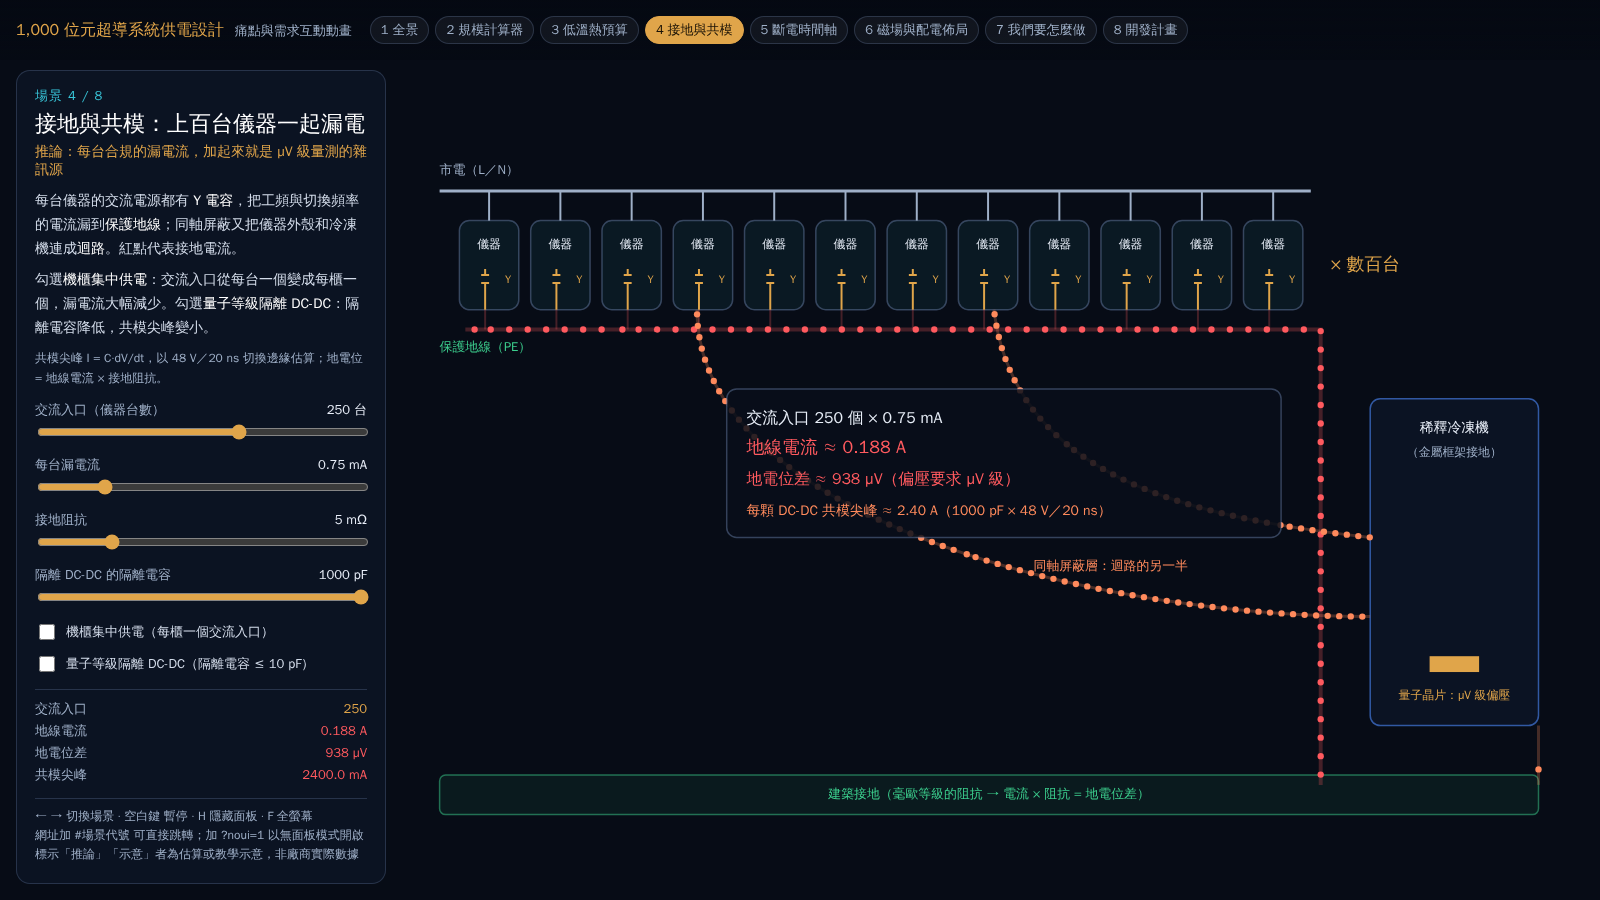 1,000 位元超導系統供電設計 痛點與需求互動動畫
1 全景
2 規模計算器
3 低溫熱預算
4 接地與共模
5 斷電時間軸
6 磁場與配電佈局
7 我們要怎麼做
8 開發計畫
場景 4 / 8
接地與共模：上百台儀器一起漏電
推論：每台合規的漏電流，加起來就是 μV 級量測的雜
訊源
每台儀器的交流電源都有 Y 電容，把工頻與切換頻率
的電流漏到保護地線；同軸屏蔽又把儀器外殼和冷凍
機連成迴路。紅點代表接地電流。
勾選機櫃集中供電：交流入口從每台一個變成每櫃一
個，漏電流大幅減少。勾選量子等級隔離 DC-DC：隔
離電容降低，共模尖峰變小。
共模尖峰 I = C·dV/dt，以 48 V／20 ns 切換邊緣估算；地電位
= 地線電流 × 接地阻抗。
交流入口（儀器台數） 250 台
每台漏電流 0.75 mA
接地阻抗 5 mΩ
隔離 DC-DC 的隔離電容 1000 pF
機櫃集中供電（每櫃一個交流入口）
量子等級隔離 DC-DC（隔離電容 ≤ 10 pF）
交流入口 250
地線電流 0.188 A
地電位差 938 μV
共模尖峰 2400.0 mA
← → 切換場景 · 空白鍵 暫停 · H 隱藏面板 · F 全螢幕
網址加 #場景代號 可直接跳轉；加 ?noui=1 以無面板模式開啟
標示「推論」「示意」者為估算或教學示意，非廠商實際數據
市電（L／N）
儀器 儀器 儀器 儀器 儀器 儀器 儀器 儀器 儀器 儀器 儀器 儀器
Y Y Y Y Y Y Y Y Y Y Y Y
× 數百台
保護地線（PE）
交流入口 250 個 × 0.75 mA
地線電流 ≈ 0.188 A
地電位差 ≈ 938 μV（偏壓要求 μV 級）
每顆 DC-DC 共模尖峰 ≈ 2.40 A（1000 pF × 48 V／20 ns）
同軸屏蔽層：迴路的另一半
稀釋冷凍機
（金屬框架接地）
量子晶片：μV 級偏壓
建築接地（毫歐等級的阻抗 → 電流 × 阻抗 = 地電位差）